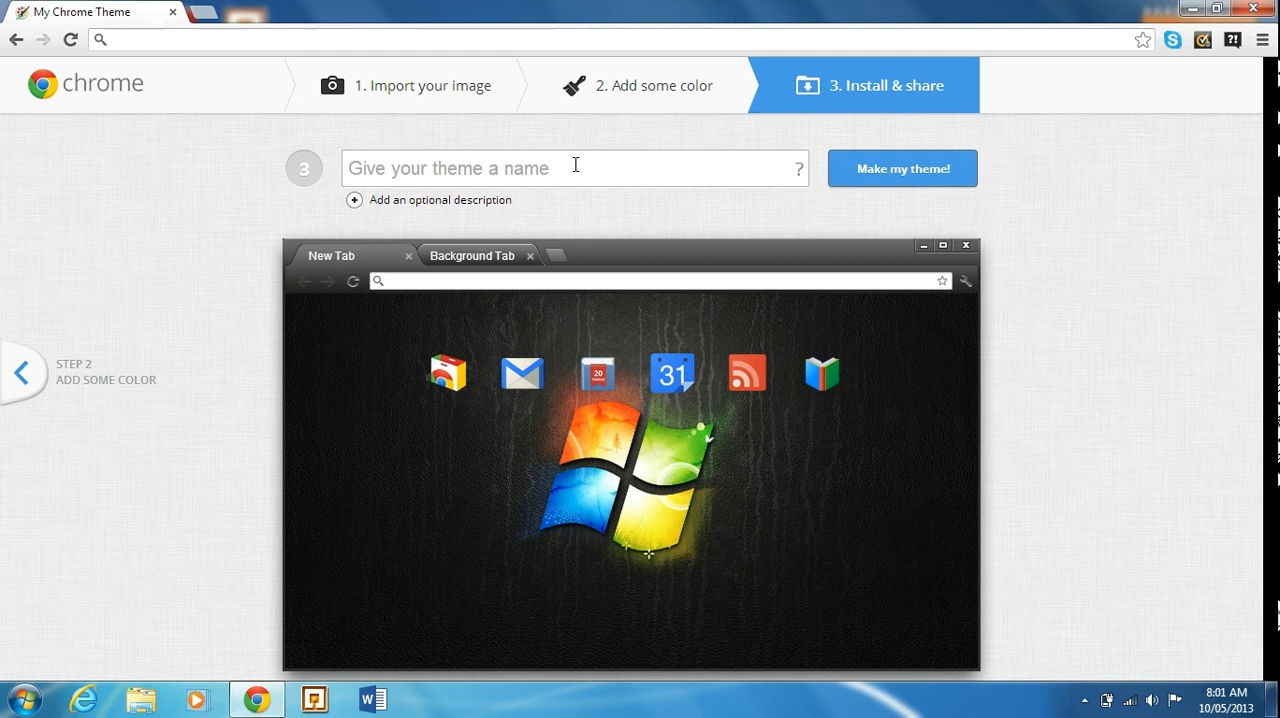 My Chrome Theme
chrome
1. Import your image
2. Add some color
3. Install & share
3
Give your theme a name
?
Make my theme!
Add an optional description
New Tab
Background Tab
STEP 2
ADD SOME COLOR
20
31
8:01 AM
10/05/2013